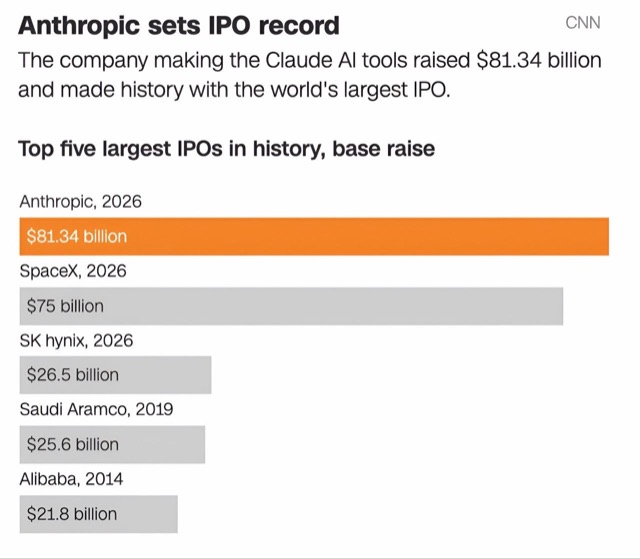 Anthropic sets IPO record
CNN
The company making the Claude AI tools raised $81.34 billion
and made history with the world's largest IPO.
Top five largest IPOs in history, base raise
Anthropic, 2026
$81.34 billion
SpaceX, 2026
$75 billion
SK hynix, 2026
$26.5 billion
Saudi Aramco, 2019
$25.6 billion
Alibaba, 2014
$21.8 billion